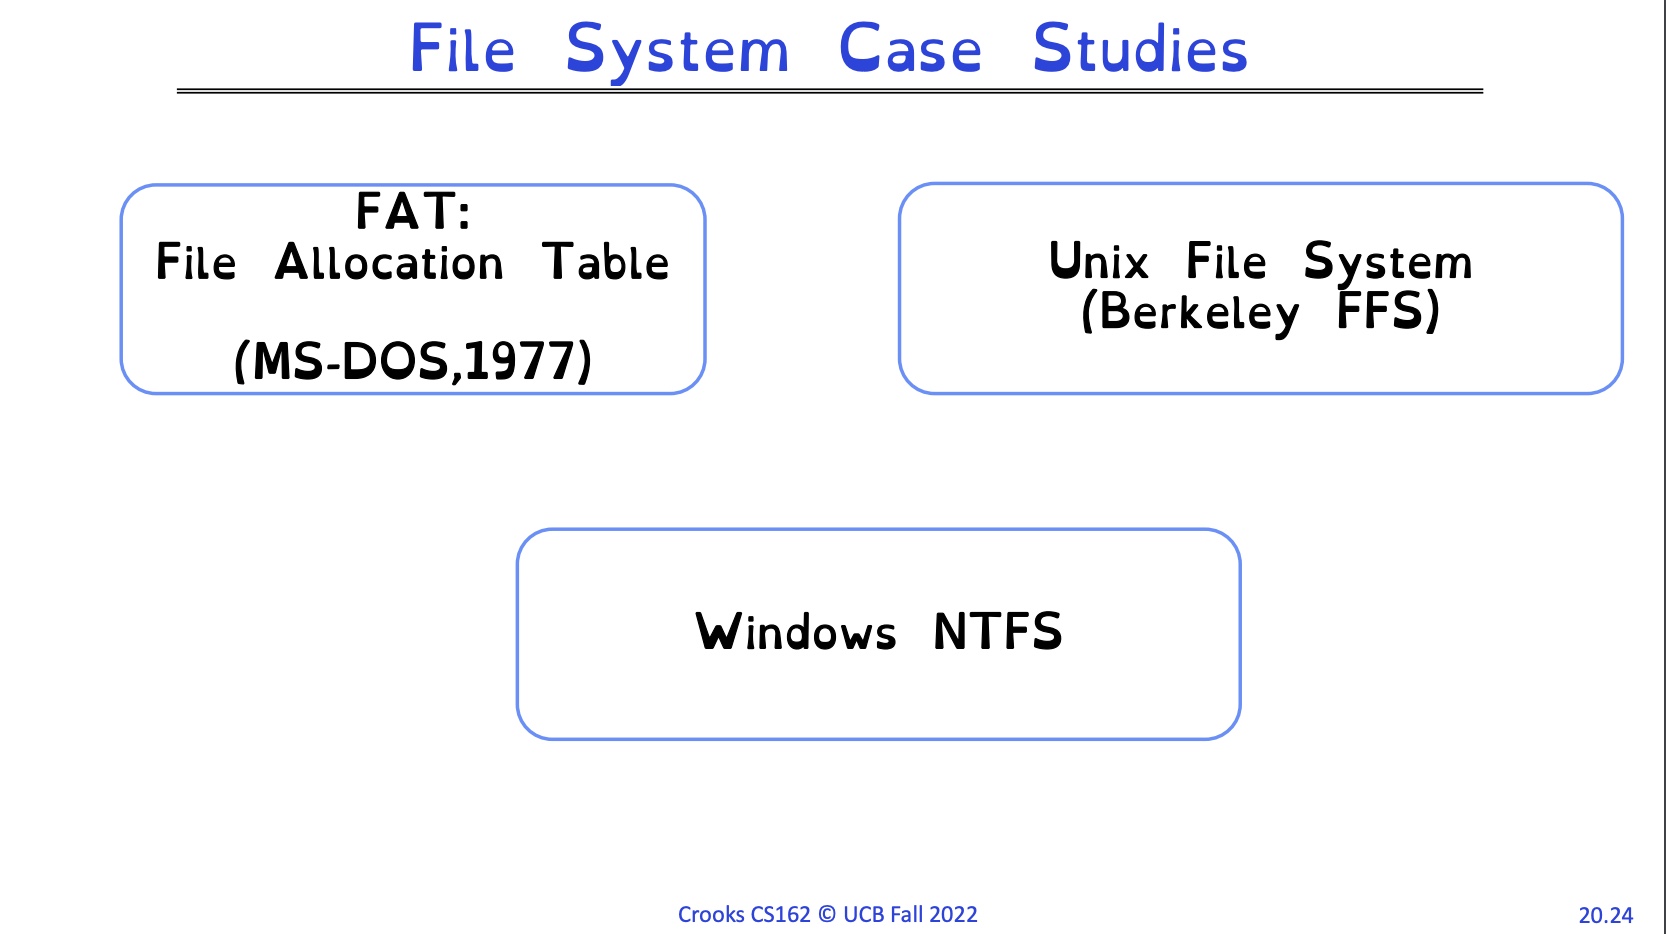 File System Case Studies
FAT:
File Allocation Table
(MS-DOS,1977)
Unix File System
(Berkeley FFS)
Windows NTFS
Crooks CS162 © UCB Fall 2022
20.24